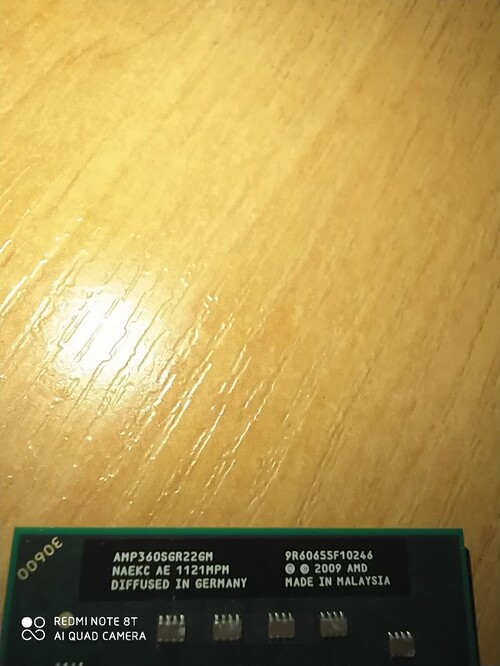 AMP360SGR22GM
NAEKC AE 1121MPM
DIFFUSED IN GERMANY
9R60655F10246
© © 2009 AMD
MADE IN MALAYSIA
0090E
REDMI NOTE 8T
AI QUAD CAMERA